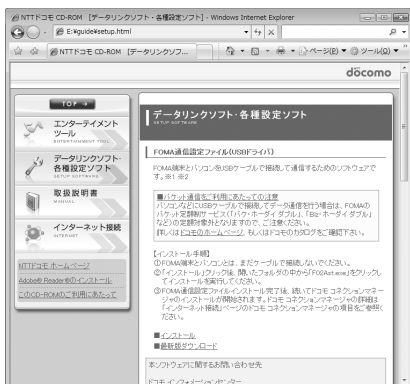 NTTドコモ CD-ROM [データリンクソフト・各種設定ソフト] - Windows Internet Explorer
E:¥guide¥setup.html
NTTドコモ CD-ROM [データリンクソフ...
ページ(P)
ツール(O)
döcomo
TOP
エンターテイメント
ツール
ENTERTAINMENT TOOL
データリンクソフト・
各種設定ソフト
SETUP SOFTWARE
取扱説明書
MANUAL
インターネット接続
INTERNET
NTTドコモ ホームページ
Adobe® Reader®のインストール
このCD-ROMのご利用にあたって
データリンクソフト・各種設定ソフト
SETUP SOFTWARE
FOMA通信設定ファイル(USBドライバ)
FOMA端末とパソコンをUSBケーブルで接続して通信するためのソフトウェアで
す。※1 ※2
■パケット通信をご利用にあたっての注意
パソコンなどにUSBケーブルで接続してデータ通信を行う場合は、FOMAの
パケット定額制サービス(「パケ・ホーダイ ダブル」、「Biz・ホーダイ ダブル」
など)の定額対象外となりますので、ご注意ください。
詳しくはドコモのホームページ、もしくはドコモのカタログをご確認下さい。
【インストール手順】
①FOMA端末とパソコンとは、まだケーブルで接続しないでください。
②「インストール」クリック後、開いたフォルダの中から「F02Ast.exe」をクリックし
てインストールを実行してください。
③FOMA通信設定ファイルインストール完了後、続いてドコモ コネクションマネー
ジャのインストールが開始されます。ドコモ コネクションマネージャの詳細は
「インターネット接続」ページのドコモ コネクションマネージャの項目をご参照く
ださい。
■インストール
■最新版ダウンロード
本ソフトウェアに関するお問い合わせ先
ドコモ インフォメーションセンター